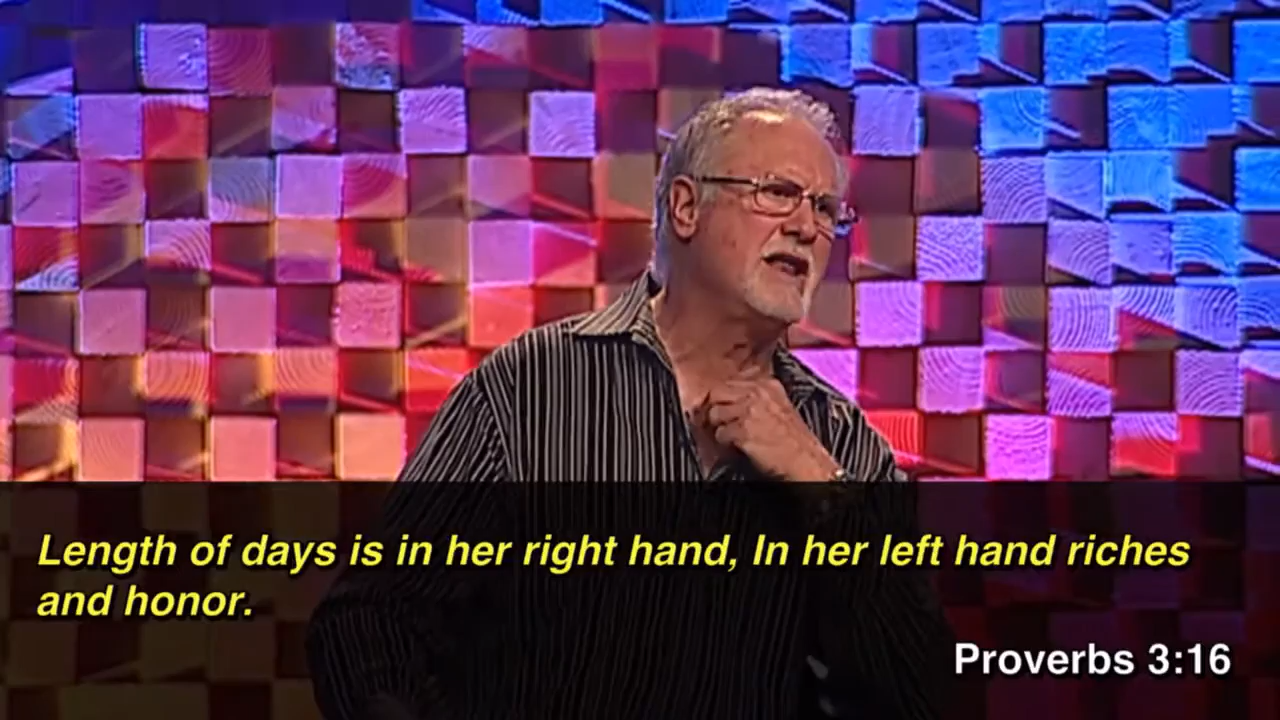 Length of days is in her right hand, In her left hand riches
and honor.
Proverbs 3:16